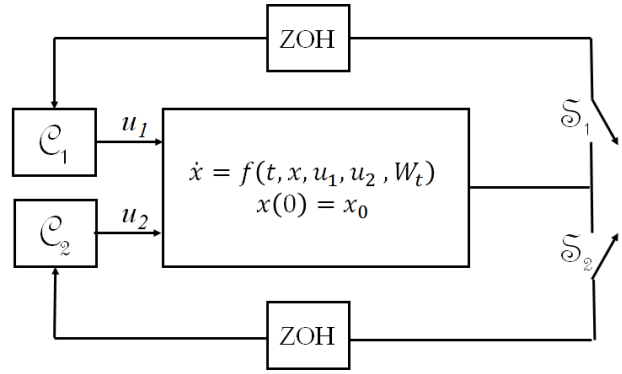 ZOH
𝒞₁
u₁
𝒮₁
ẋ = f(t, x, u₁, u₂ , Wₜ)
x(0) = x₀
𝒞₂
u₂
𝒮₂
ZOH